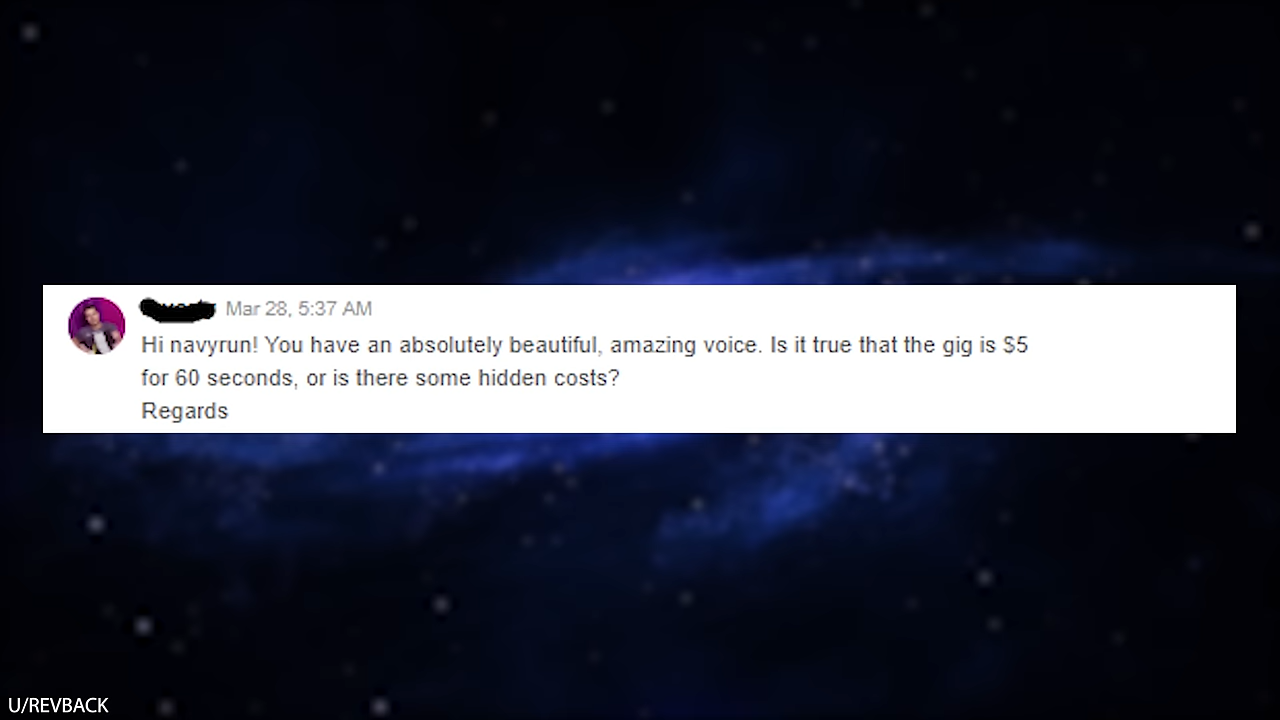 Mar 28, 5:37 AM
Hi navyrun! You have an absolutely beautiful, amazing voice. Is it true that the gig is $5
for 60 seconds, or is there some hidden costs?
Regards
U/REVBACK